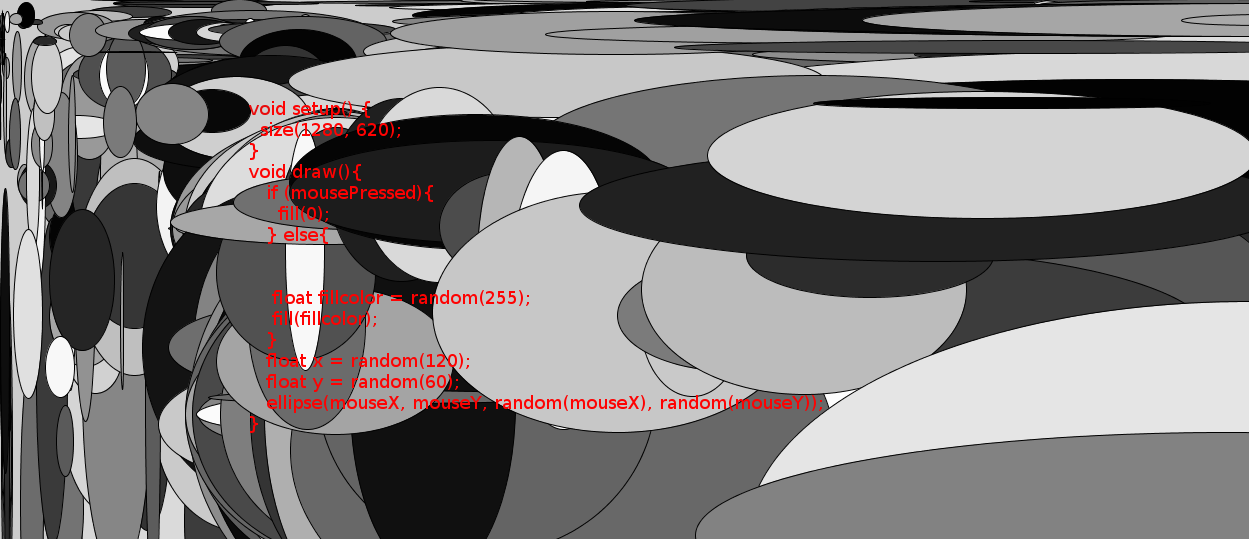 void setup() {
size(1280, 620);
}
void draw(){
if (mousePressed){
fill(0);
} else{
float fillcolor = random(255);
fill(fillcolor);
}
float x = random(120);
float y = random(60);
ellipse(mouseX, mouseY, random(mouseX), random(mouseY));
}